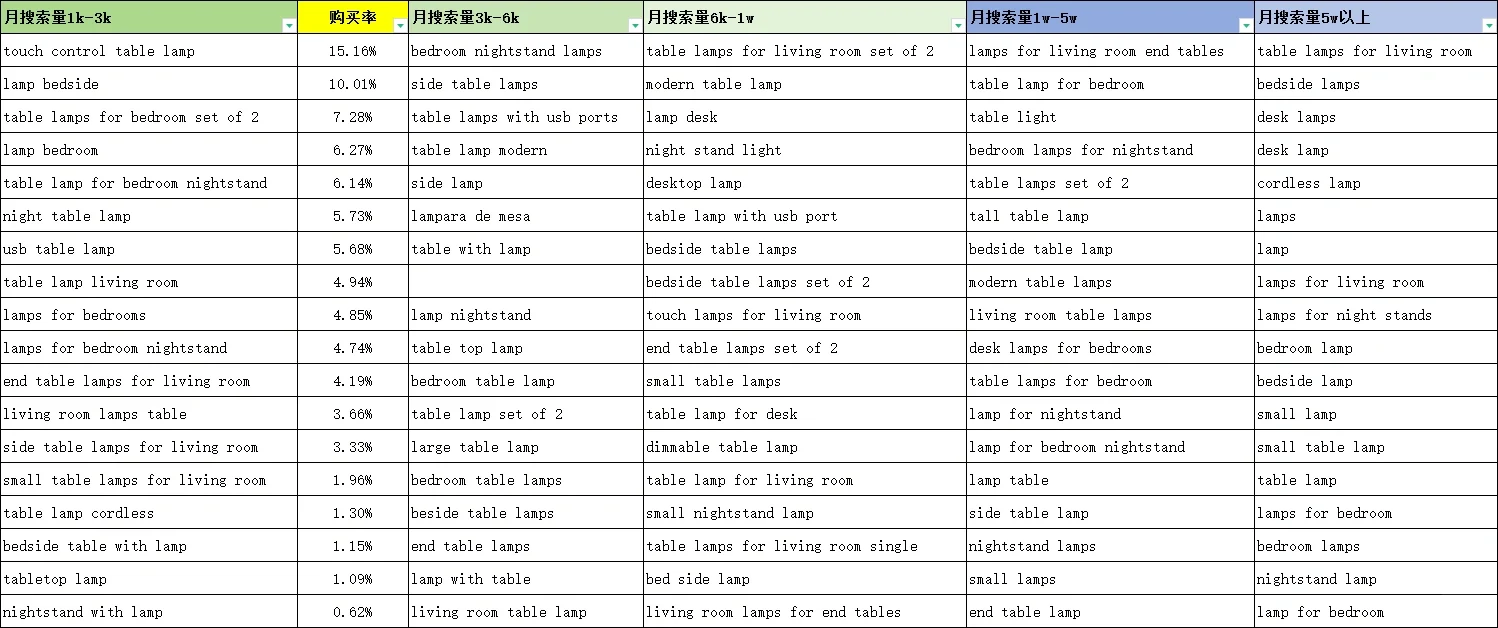 月搜索量1k-3k 购买率 月搜索量3k-6k 月搜索量6k-1w 月搜索量1w-5w 月搜索量5w以上
touch control table lamp 15.16% bedroom nightstand lamps table lamps for living room set of 2 lamps for living room end tables table lamps for living room
lamp bedside 10.01% side table lamps modern table lamp table lamp for bedroom bedside lamps
table lamps for bedroom set of 2 7.28% table lamps with usb ports lamp desk table light desk lamps
lamp bedroom 6.27% table lamp modern night stand light bedroom lamps for nightstand desk lamp
table lamp for bedroom nightstand 6.14% side lamp desktop lamp table lamps set of 2 cordless lamp
night table lamp 5.73% lampara de mesa table lamp with usb port tall table lamp lamps
usb table lamp 5.68% table with lamp bedside table lamps bedside table lamp lamp
table lamp living room 4.94% bedside table lamps set of 2 modern table lamps lamps for living room
lamps for bedrooms 4.85% lamp nightstand touch lamps for living room living room table lamps lamps for night stands
lamps for bedroom nightstand 4.74% table top lamp end table lamps set of 2 desk lamps for bedrooms bedroom lamp
end table lamps for living room 4.19% bedroom table lamp small table lamps table lamps for bedroom bedside lamp
living room lamps table 3.66% table lamp set of 2 table lamp for desk lamp for nightstand small lamp
side table lamps for living room 3.33% large table lamp dimmable table lamp lamp for bedroom nightstand small table lamp
small table lamps for living room 1.96% bedroom table lamps table lamp for living room lamp table table lamp
table lamp cordless 1.30% beside table lamps small nightstand lamp side table lamp lamps for bedroom
bedside table with lamp 1.15% end table lamps table lamps for living room single nightstand lamps bedroom lamps
tabletop lamp 1.09% lamp with table bed side lamp small lamps nightstand lamp
nightstand with lamp 0.62% living room table lamp living room lamps for end tables end table lamp lamp for bedroom